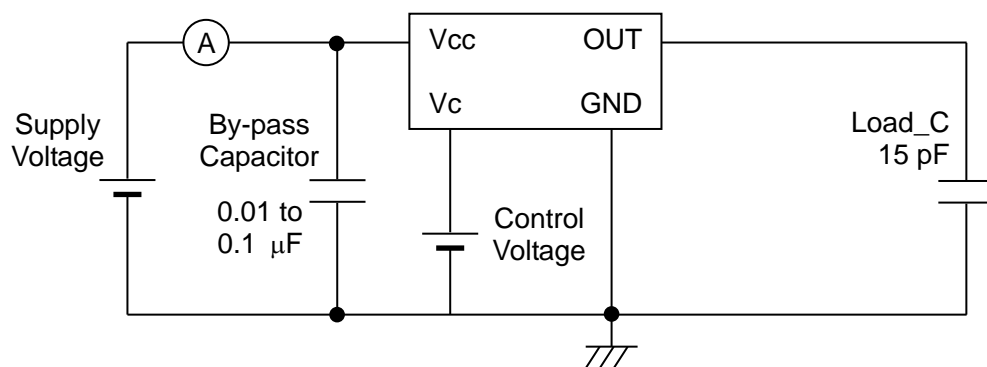 A
Vcc OUT
Vc GND
Supply
Voltage
By-pass
Capacitor
0.01 to
0.1 μF
Control
Voltage
Load_C
15 pF